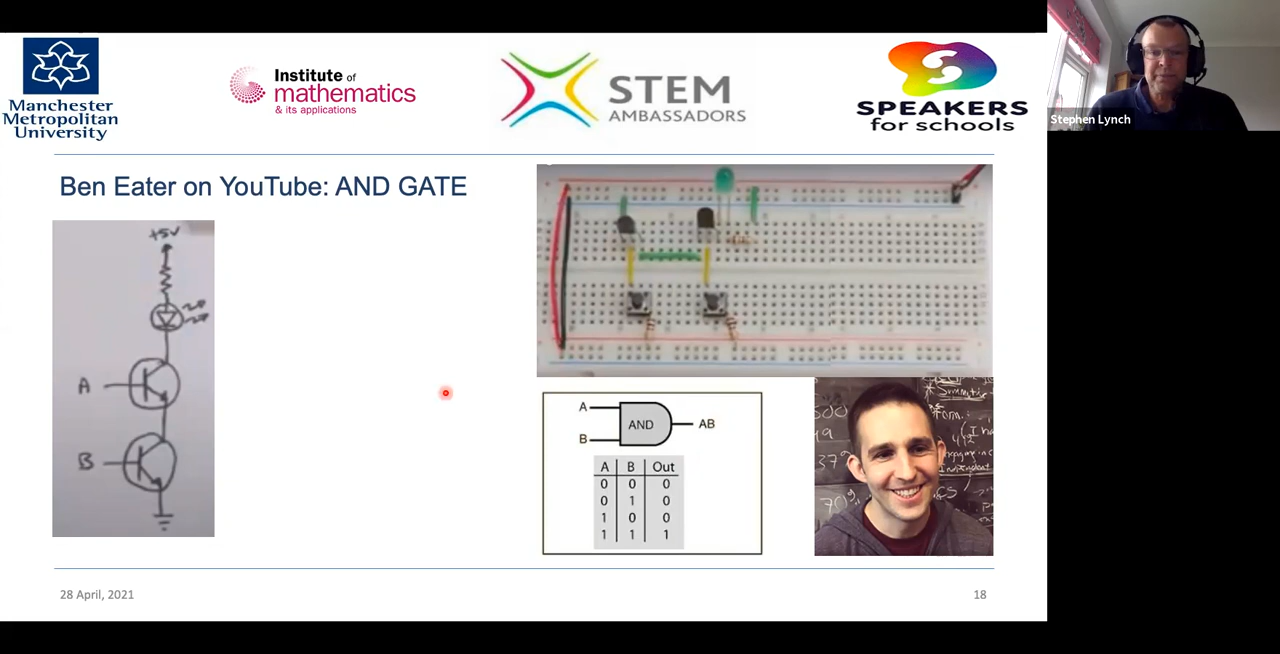 Manchester
Metropolitan
University
Institute of
mathematics
& its applications
STEM
AMBASSADORS
SPEAKERS
for schools
Stephen Lynch
Ben Eater on YouTube: AND GATE
+5V
A
B
A
B
AND
AB
A B Out
0 0 0
0 1 0
1 0 0
1 1 1
28 April, 2021
18